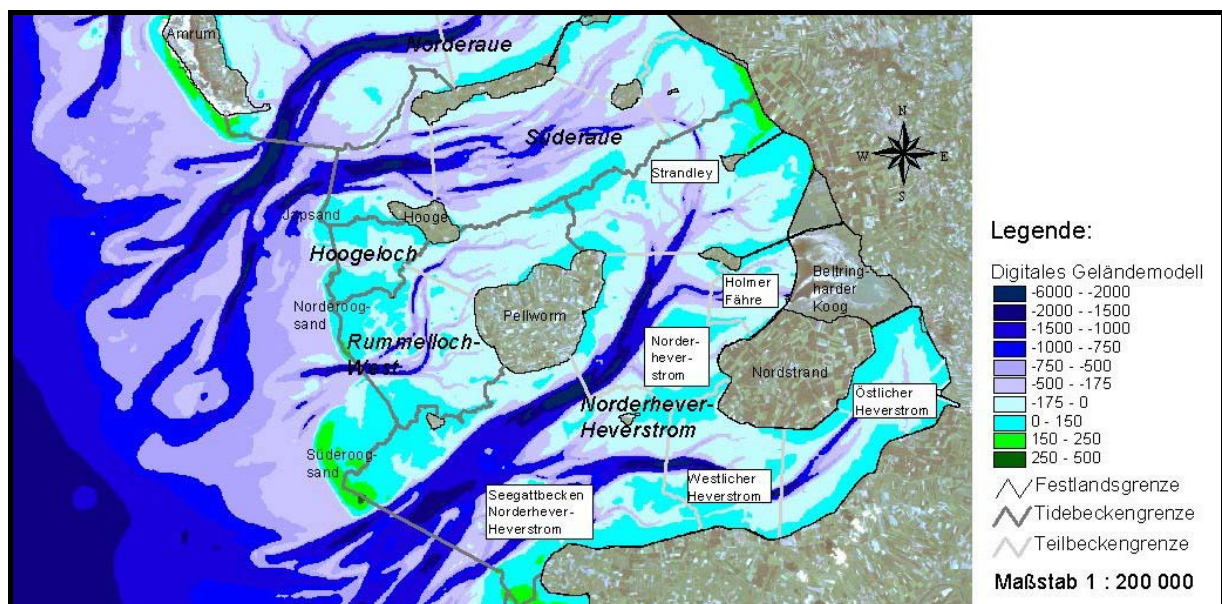 Amrum
Norderaue
Süderaue
Strandley
Japsand
Hooge
Hoogeloch
Norderoog-
sand
Pellworm
Holmer
Fähre
Beltring-
harder
Koog
Rummelloch-
West
Norder-
hever-
strom
Nordstrand
Östlicher
Heverstrom
Norderhever-
Heverstrom
Süderoog-
sand
Westlicher
Heverstrom
Seegattbecken
Norderhever-
Heverstrom
N
W
E
S
Legende:
Digitales Geländemodell
-6000 - -2000
-2000 - -1500
-1500 - -1000
-1000 - -750
-750 - -500
-500 - -175
-175 - 0
0 - 150
150 - 250
250 - 500
Festlandsgrenze
Tidebeckengrenze
Teilbeckengrenze
Maßstab 1 : 200 000